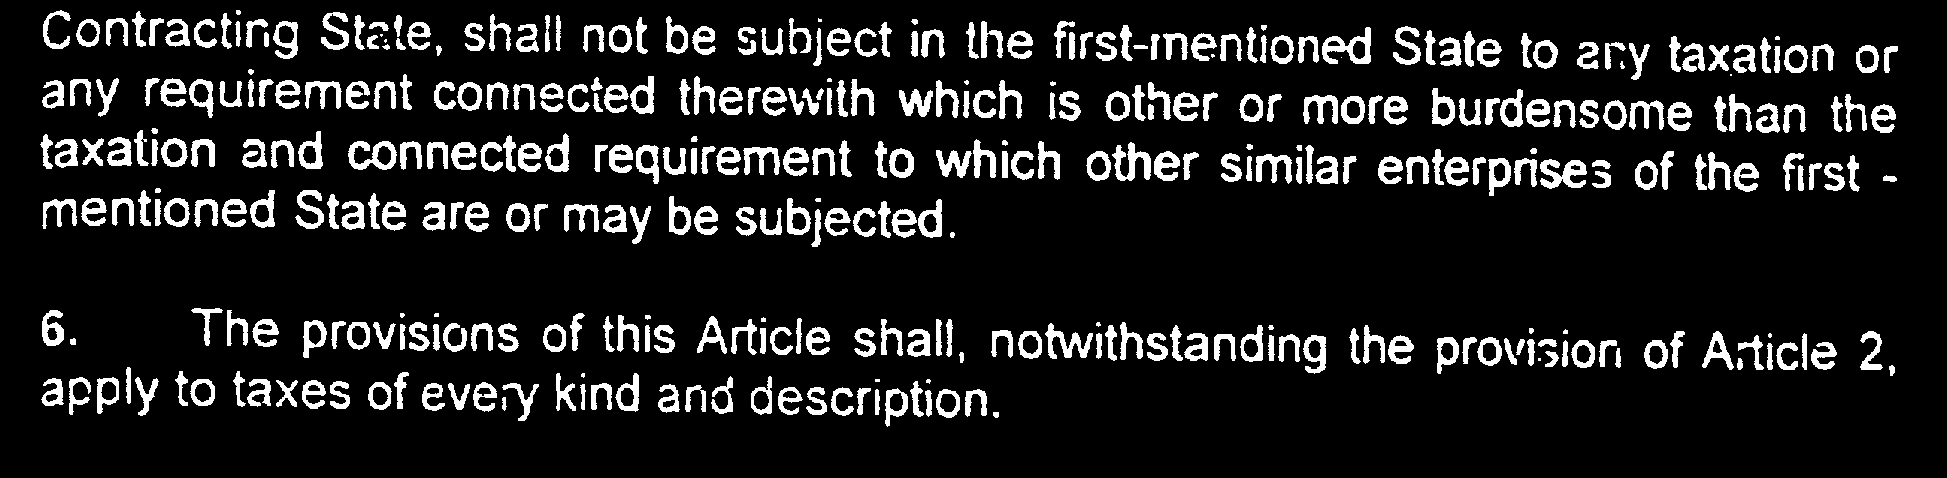 Contracting State, shall not be subject in the first-mentioned State to any taxation or
any requirement connected therewith which is other or more burdensome than the
taxation and connected requirement to which other similar enterprises of the first -
mentioned State are or may be subjected.
6. The provisions of this Article shall, notwithstanding the provision of Article 2,
apply to taxes of every kind and description.